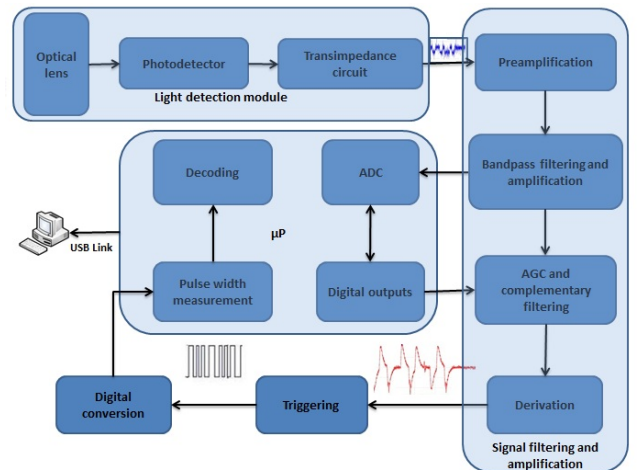 Optical
lens
Photodetector
Transimpedance
circuit
Light detection module
Preamplification
Decoding
ADC
Bandpass filtering and
amplification
µP
USB Link
Pulse width
measurement
Digital outputs
AGC and
complementary
filtering
Digital
conversion
Triggering
Derivation
Signal filtering and
amplification